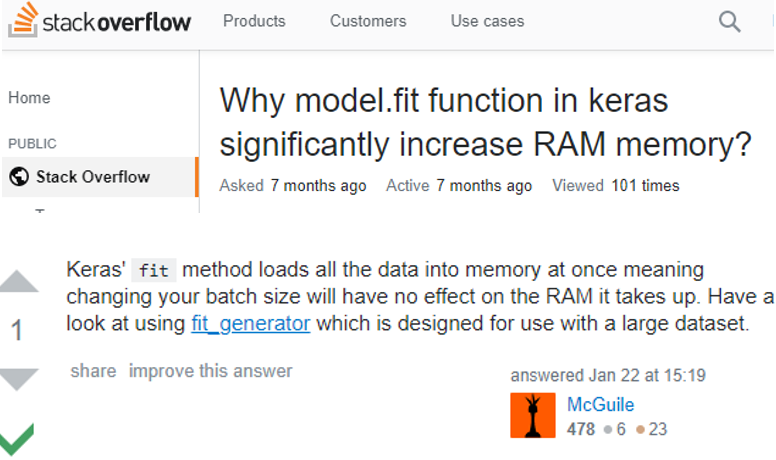 stackoverflow Products Customers Use cases
Home
PUBLIC
Stack Overflow
Why model.fit function in keras
significantly increase RAM memory?
Asked 7 months ago Active 7 months ago Viewed 101 times
Keras' fit method loads all the data into memory at once meaning
changing your batch size will have no effect on the RAM it takes up. Have a
look at using fit_generator which is designed for use with a large dataset.
1
share improve this answer
answered Jan 22 at 15:19
McGuile
478 6 23